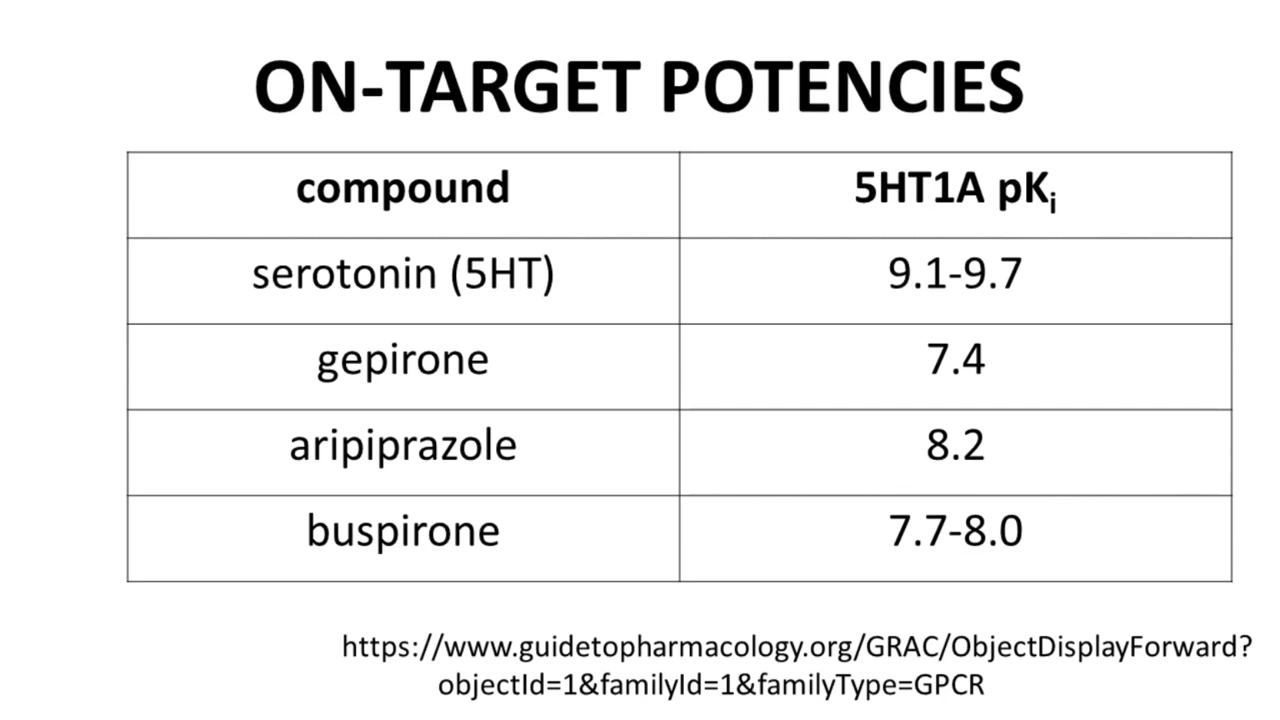 ON-TARGET POTENCIES
compound 5HT1A pKi
serotonin (5HT) 9.1-9.7
gepirone 7.4
aripiprazole 8.2
buspirone 7.7-8.0
https://www.guidetopharmacology.org/GRAC/ObjectDisplayForward?
objectId=1&familyId=1&familyType=GPCR